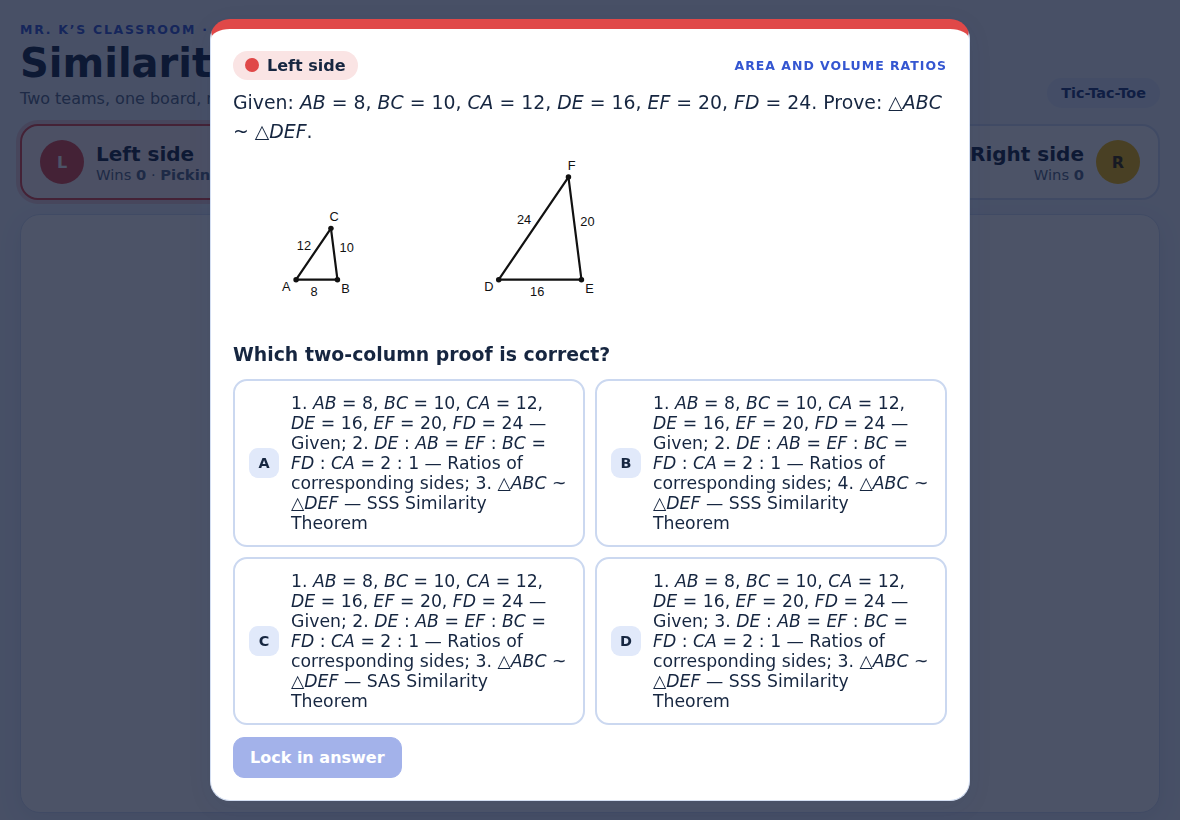 MR. K’S CLASSROOM ·
Similarit
Two teams, one board, r
Tic-Tac-Toe
L
Left side
Wins 0 · Pickin
Right side
Wins 0
R
Left side
AREA AND VOLUME RATIOS
Given: AB = 8, BC = 10, CA = 12, DE = 16, EF = 20, FD = 24. Prove: △ABC
~ △DEF.
F
24
20
C
12
10
A
B
8
D
E
16
Which two-column proof is correct?
A
1. AB = 8, BC = 10, CA = 12,
DE = 16, EF = 20, FD = 24 —
Given; 2. DE : AB = EF : BC =
FD : CA = 2 : 1 — Ratios of
corresponding sides; 3. △ABC ~
△DEF — SSS Similarity
Theorem
B
1. AB = 8, BC = 10, CA = 12,
DE = 16, EF = 20, FD = 24 —
Given; 2. DE : AB = EF : BC =
FD : CA = 2 : 1 — Ratios of
corresponding sides; 4. △ABC ~
△DEF — SSS Similarity
Theorem
C
1. AB = 8, BC = 10, CA = 12,
DE = 16, EF = 20, FD = 24 —
Given; 2. DE : AB = EF : BC =
FD : CA = 2 : 1 — Ratios of
corresponding sides; 3. △ABC ~
△DEF — SAS Similarity
Theorem
D
1. AB = 8, BC = 10, CA = 12,
DE = 16, EF = 20, FD = 24 —
Given; 3. DE : AB = EF : BC =
FD : CA = 2 : 1 — Ratios of
corresponding sides; 3. △ABC ~
△DEF — SSS Similarity
Theorem
Lock in answer